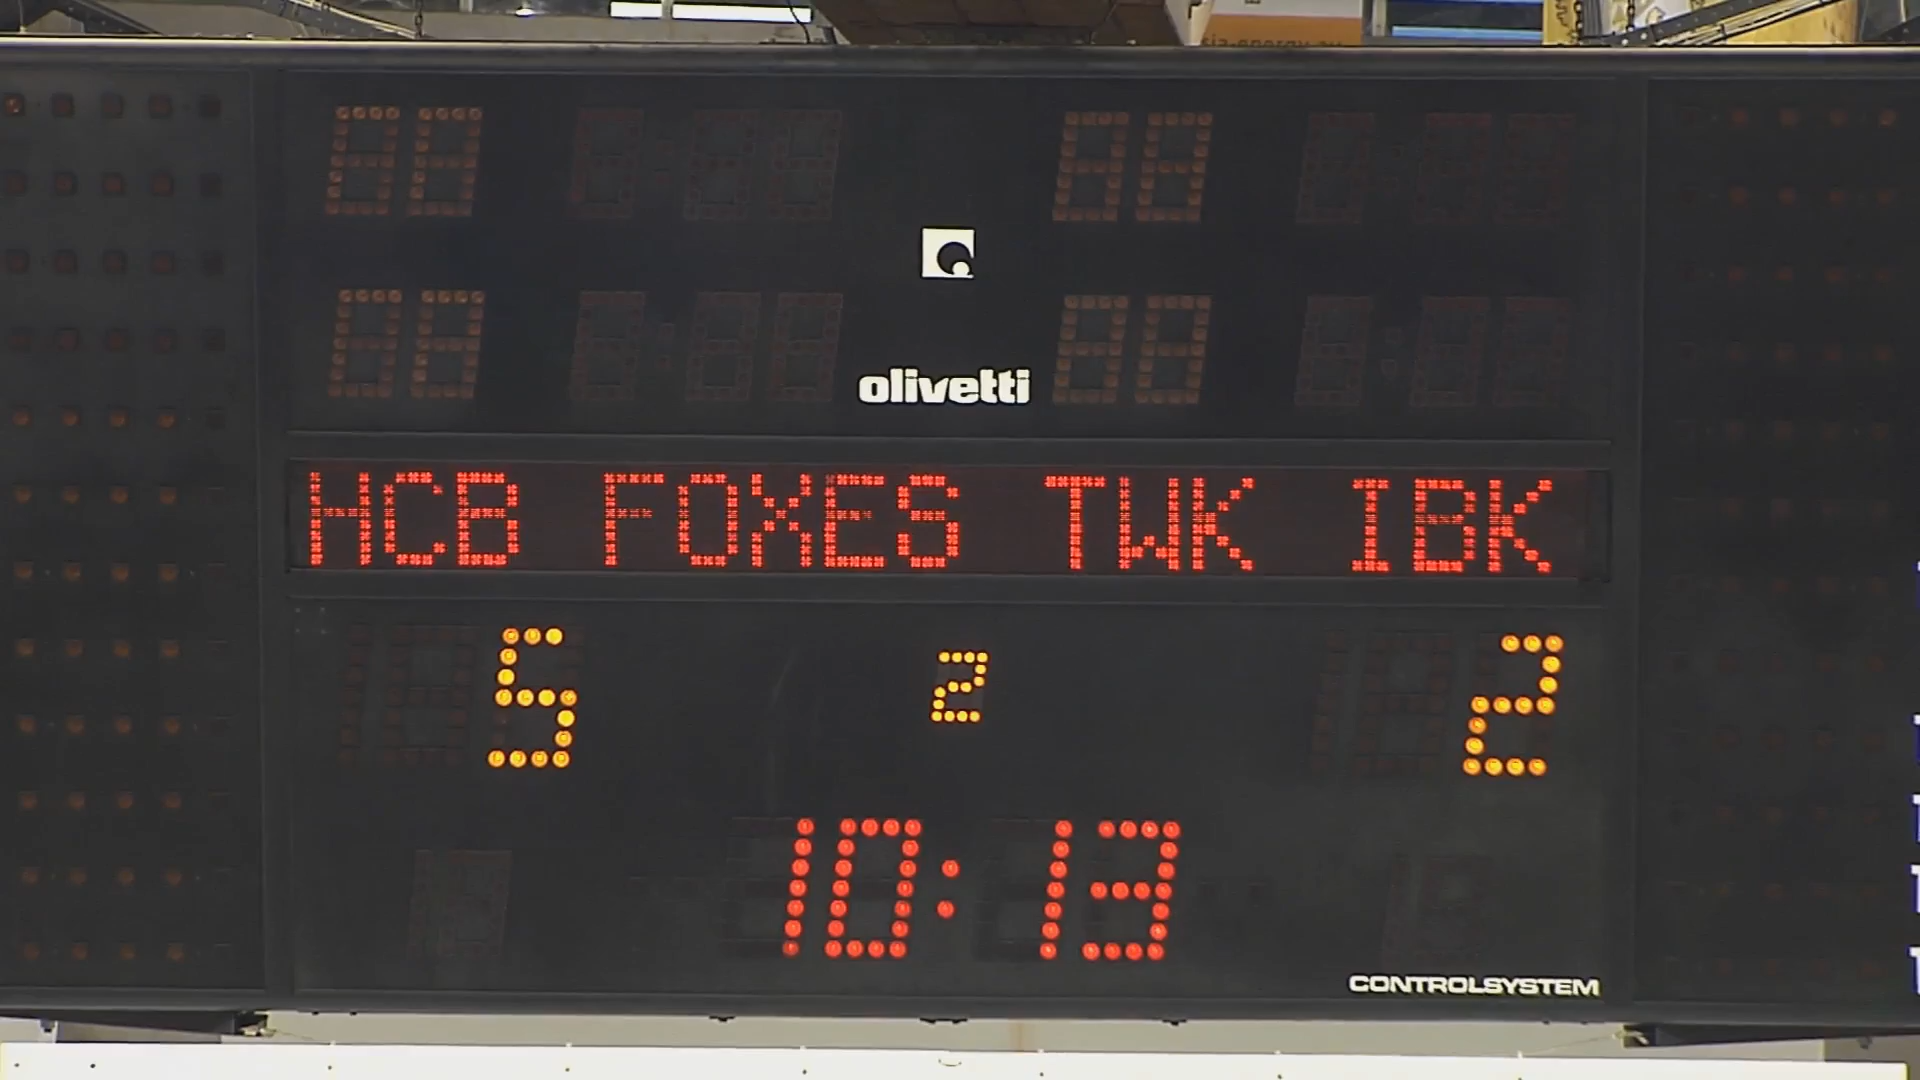 olivetti
HCB FOXES TWK IBK
5 2 2
10:13
CONTROLSYSTEM